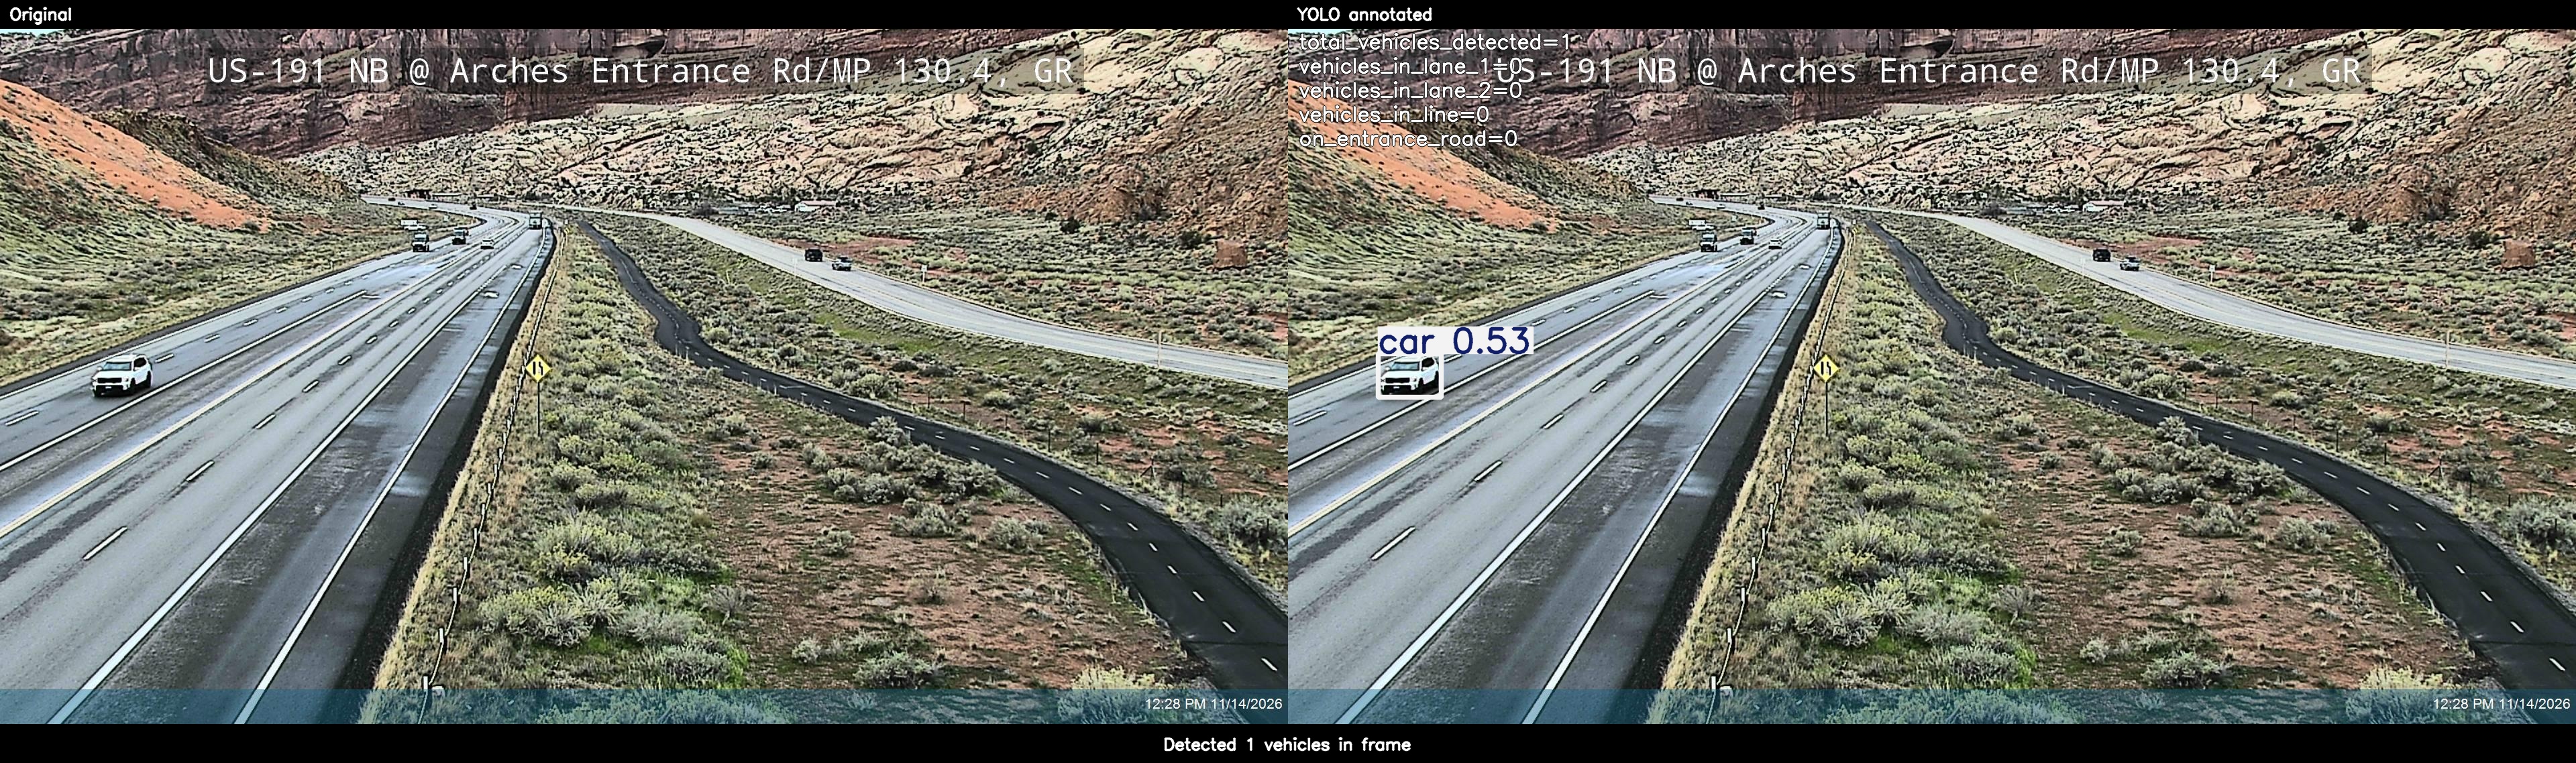 Original
US-191 NB @ Arches Entrance Rd/MP 130.4, GR
12:28 PM 11/14/2026
YOLO annotated
total_vehicles_detected=1
vehicles_in_lane_1=0
US-191 NB @ Arches Entrance Rd/MP 130.4, GR
vehicles_in_lane_2=0
vehicles_in_line=0
on_entrance_road=0
car 0.53
12:28 PM 11/14/2026
Detected 1 vehicles in frame